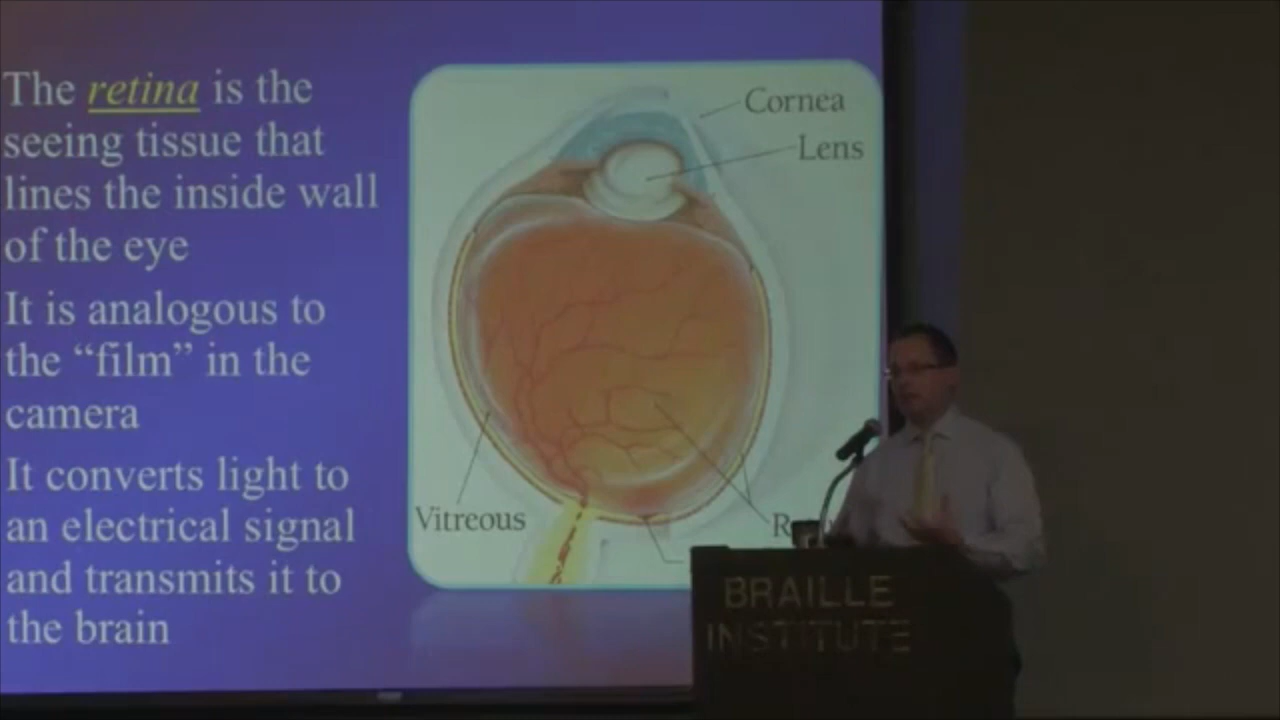 The retina is the
seeing tissue that
lines the inside wall
of the eye
It is analogous to
the “film” in the
camera
It converts light to
an electrical signal
and transmits it to
the brain
Cornea
Lens
Vitreous
BRAILLE
INSTITUTE